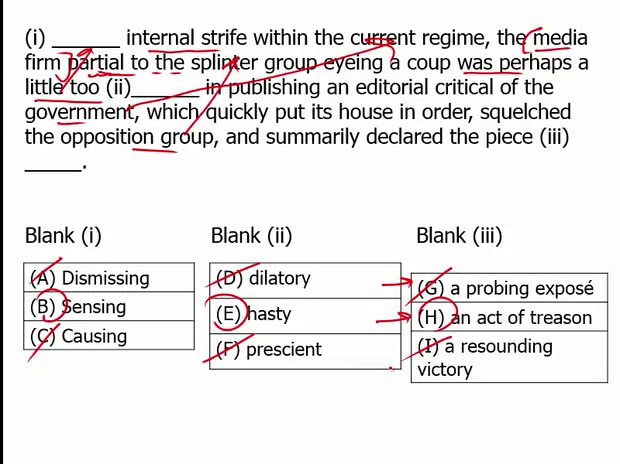 (i) ______ internal strife within the current regime, the media
firm partial to the splinter group eyeing a coup was perhaps a
little too (ii)______ in publishing an editorial critical of the
government, which quickly put its house in order, squelched
the opposition group, and summarily declared the piece (iii)
_____.
Blank (i) Blank (ii) Blank (iii)
(A) Dismissing (D) dilatory (G) a probing exposé
(B) Sensing (E) hasty (H) an act of treason
(C) Causing (F) prescient (I) a resounding
victory